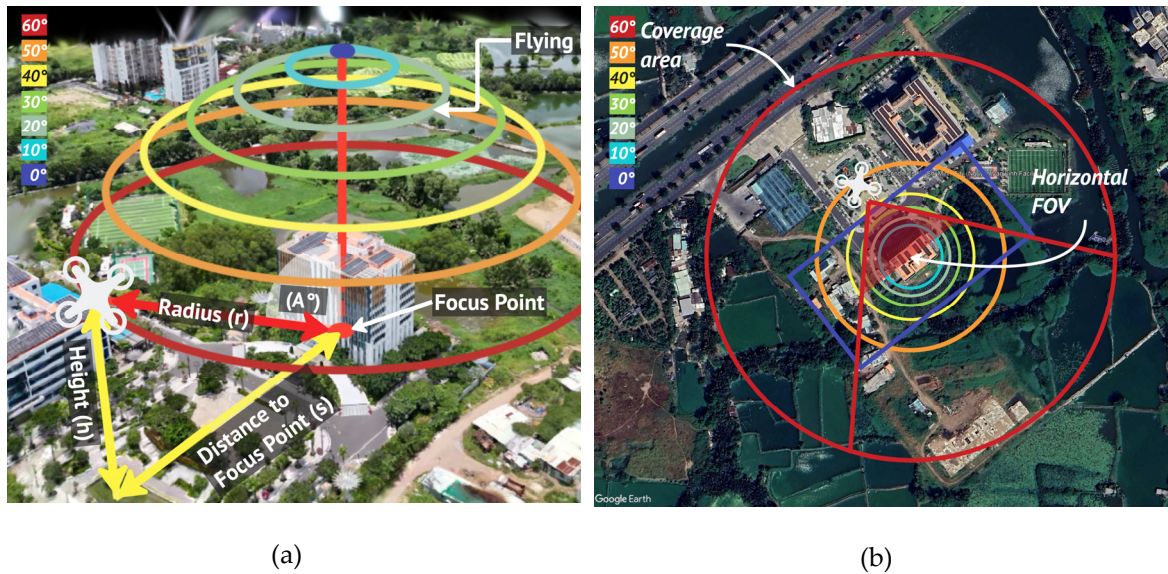 60°
50°
40°
30°
20°
10°
0°
Flying
(A°)
Focus Point
Radius (r)
Height (h)
Distance to
Focus Point (s)
60°
50°
40°
30°
20°
10°
0°
Coverage
area
Horizontal
FOV
Google Earth
(a)
(b)